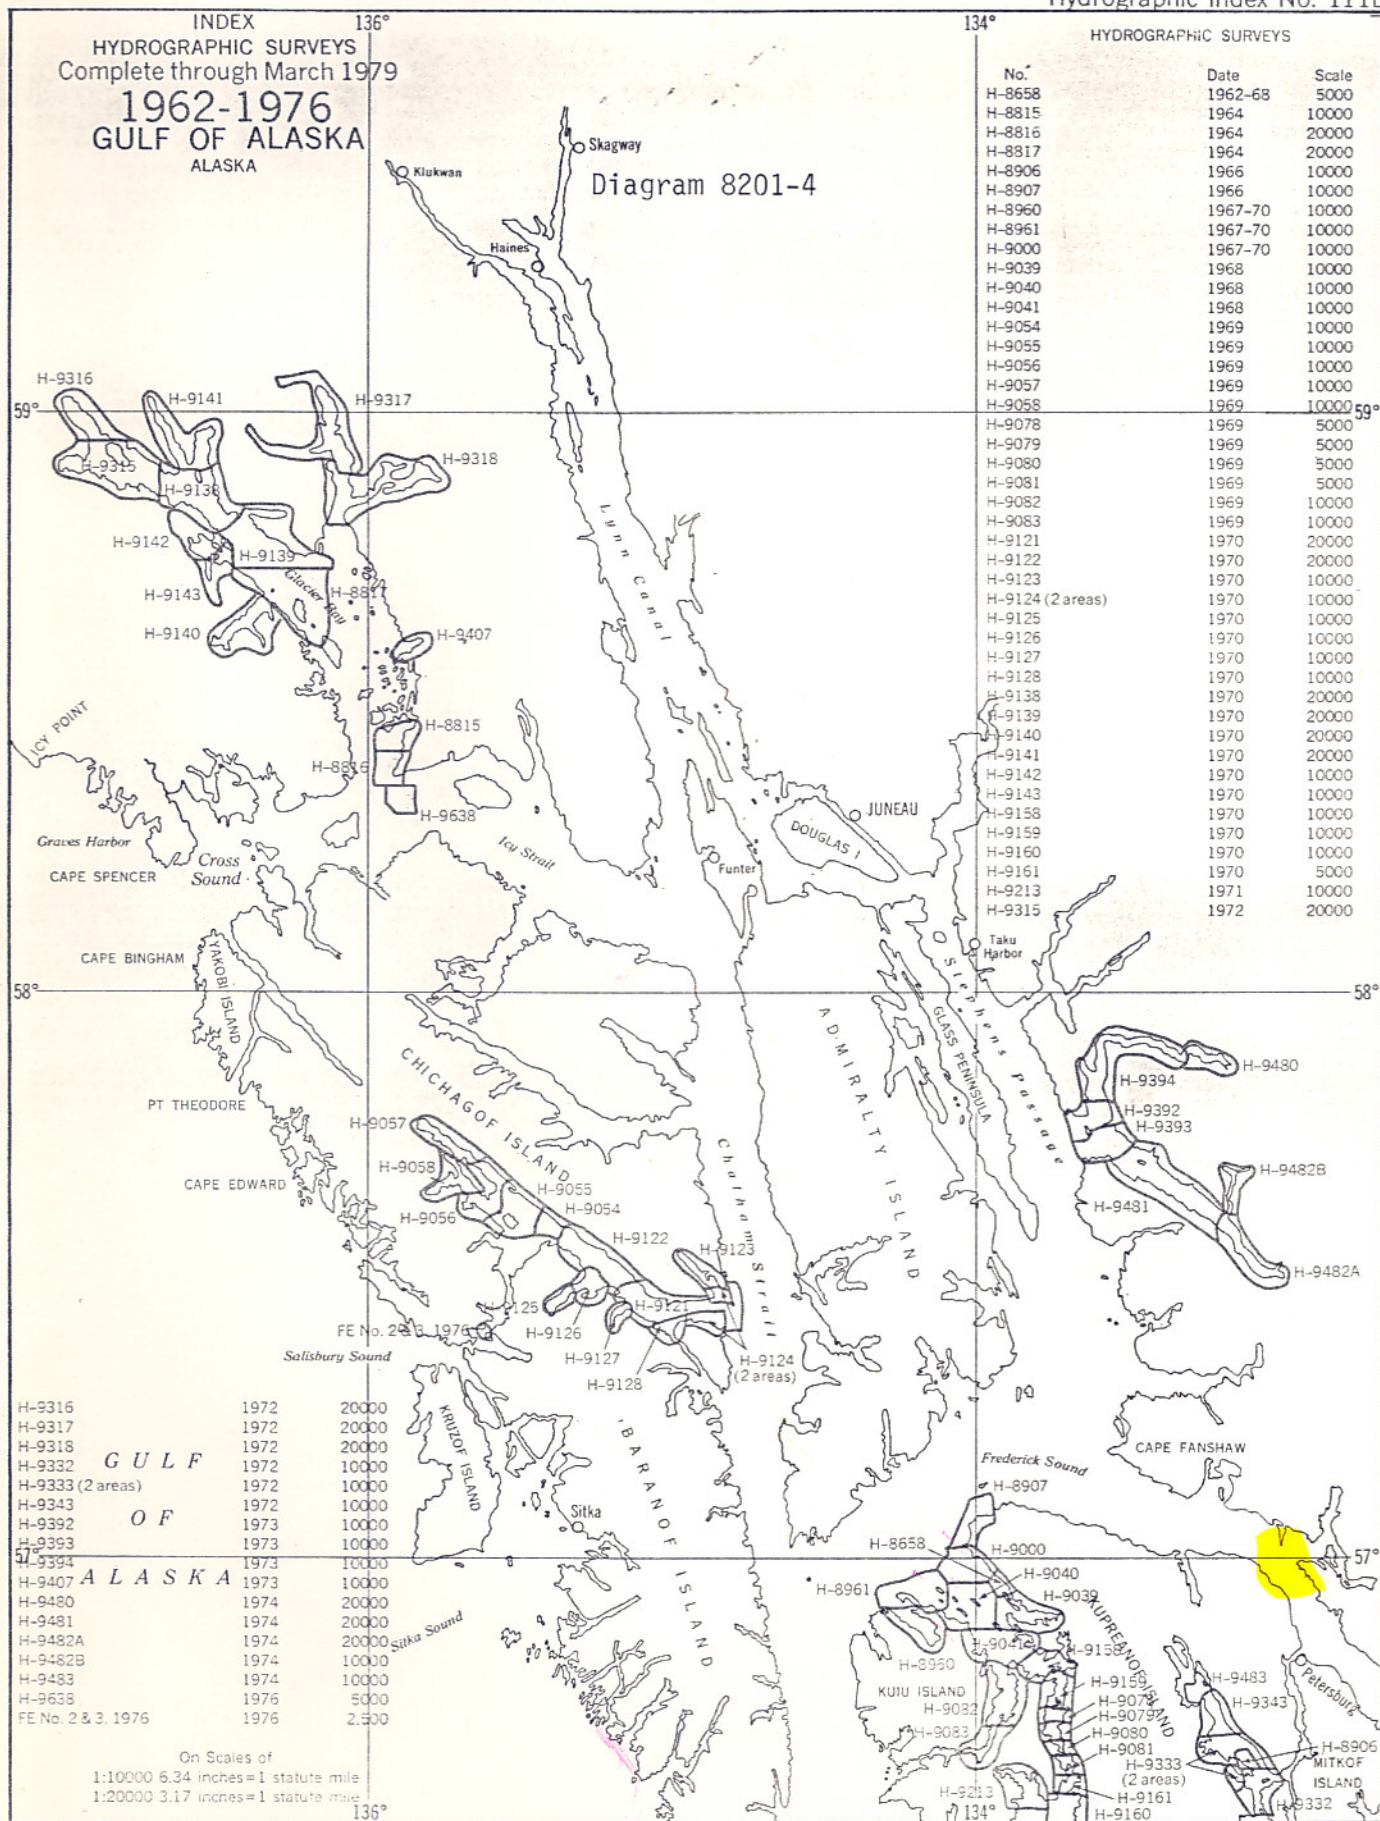 Hydrographic Index No. 111
INDEX
HYDROGRAPHIC SURVEYS
Complete through March 1979
1962-1976
GULF OF ALASKA
ALASKA
136°
134°
Diagram 8201-4
HYDROGRAPHIC SURVEYS
No. Date Scale
H-8658 1962-68 5000
H-8815 1964 10000
H-8816 1964 20000
H-8817 1964 20000
H-8906 1966 10000
H-8907 1966 10000
H-8960 1967-70 10000
H-8961 1967-70 10000
H-9000 1967-70 10000
H-9039 1968 10000
H-9040 1968 10000
H-9041 1968 10000
H-9054 1969 10000
H-9055 1969 10000
H-9056 1969 10000
H-9057 1969 10000
H-9058 1969 10000
H-9078 1969 5000
H-9079 1969 5000
H-9080 1969 5000
H-9081 1969 5000
H-9082 1969 10000
H-9083 1969 10000
H-9121 1970 20000
H-9122 1970 20000
H-9123 1970 10000
H-9124 (2 areas) 1970 10000
H-9125 1970 10000
H-9126 1970 10000
H-9127 1970 10000
H-9128 1970 10000
H-9138 1970 20000
H-9139 1970 20000
H-9140 1970 20000
H-9141 1970 20000
H-9142 1970 10000
H-9143 1970 10000
H-9158 1970 10000
H-9159 1970 10000
H-9160 1970 10000
H-9161 1970 5000
H-9213 1971 10000
H-9315 1972 20000
Skagway
Klukwan
Haines
H-9316
H-9141
H-9317
59°
59°
H-9315
H-9318
H-9138
H-9142
H-9139
Glacier Bay
H-9143
H-8817
H-9140
H-9407
Lynn Canal
ICY POINT
H-8815
H-8816
H-9638
Graves Harbor
Cross
Sound
CAPE SPENCER
Icy Strait
JUNEAU
DOUGLAS I
Funter
Taku
Harbor
CAPE BINGHAM
YAKOBI ISLAND
58°
58°
Stephens Passage
GLASS PENINSULA
ADMIRALTY ISLAND
CHICHAGOF ISLAND
PT THEODORE
H-9480
H-9394
H-9392
H-9393
H-9057
H-9058
CAPE EDWARD
H-9055
H-9054
H-9056
Chatham Strait
H-9482B
H-9481
H-9122
H-9123
H-9482A
H-9121
H-9125
H-9126
FE No. 2 & 3, 1976
H-9127
H-9124
(2 areas)
H-9128
Salisbury Sound
H-9316 1972 20000
H-9317 1972 20000
H-9318 1972 20000
H-9332 1972 10000
H-9333 (2 areas) 1972 10000
H-9343 1972 10000
H-9392 1973 10000
H-9393 1973 10000
H-9394 1973 10000
H-9407 1973 10000
H-9480 1974 20000
H-9481 1974 20000
H-9482A 1974 20000
H-9482B 1974 10000
H-9483 1974 10000
H-9638 1976 5000
FE No. 2 & 3, 1976 1976 2,500
GULF
OF
ALASKA
KRUZOF ISLAND
BARANOF ISLAND
Sitka
Sitka Sound
CAPE FANSHAW
Frederick Sound
H-8907
57°
57°
H-8658
H-9000
H-9040
H-8961
H-9039
KUPREANOF ISLAND
H-9041
H-9158
H-8960
KUIU ISLAND
H-9159
H-9082
H-9078
H-9079
H-9083
H-9080
H-9081
H-9333
(2 areas)
H-9213
H-9161
H-9160
H-9483
H-9343
Petersburg
H-8906
MITKOF
ISLAND
H-9332
On Scales of
1:10000 6.34 inches=1 statute mile
1:20000 3.17 inches=1 statute mile
136°
134°